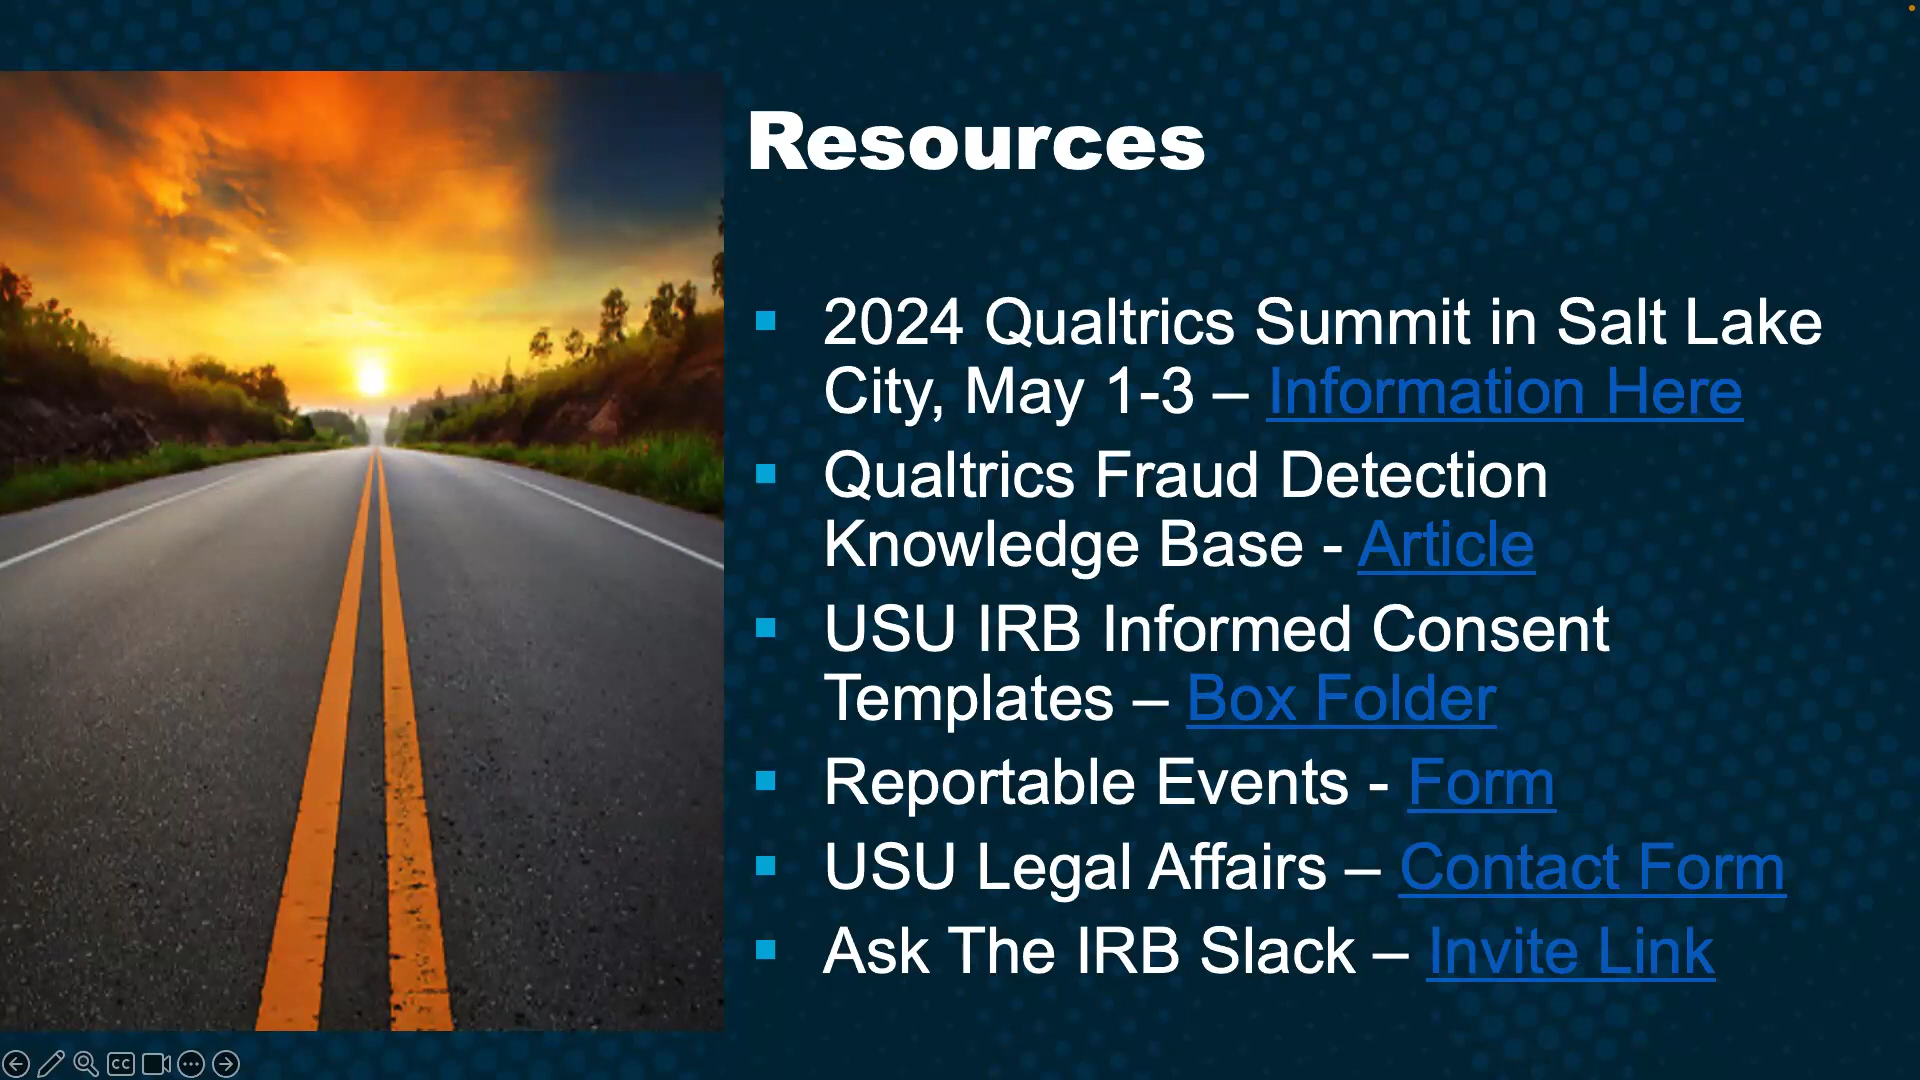 Resources
2024 Qualtrics Summit in Salt Lake
City, May 1-3 – Information Here
Qualtrics Fraud Detection
Knowledge Base - Article
USU IRB Informed Consent
Templates – Box Folder
Reportable Events - Form
USU Legal Affairs – Contact Form
Ask The IRB Slack – Invite Link
CC